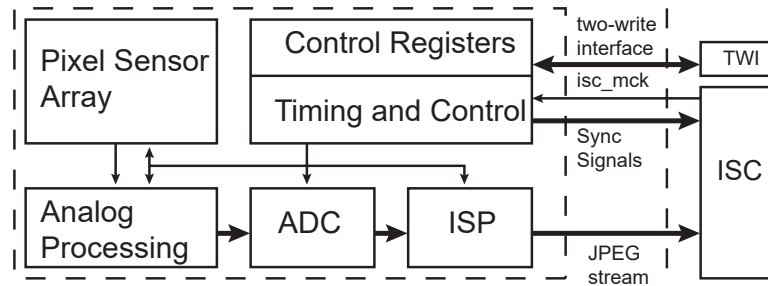 Pixel Sensor
Array
Control Registers
Timing and Control
two-write
interface
isc_mck
TWI
Sync
Signals
ISC
Analog
Processing
ADC
ISP
JPEG
stream